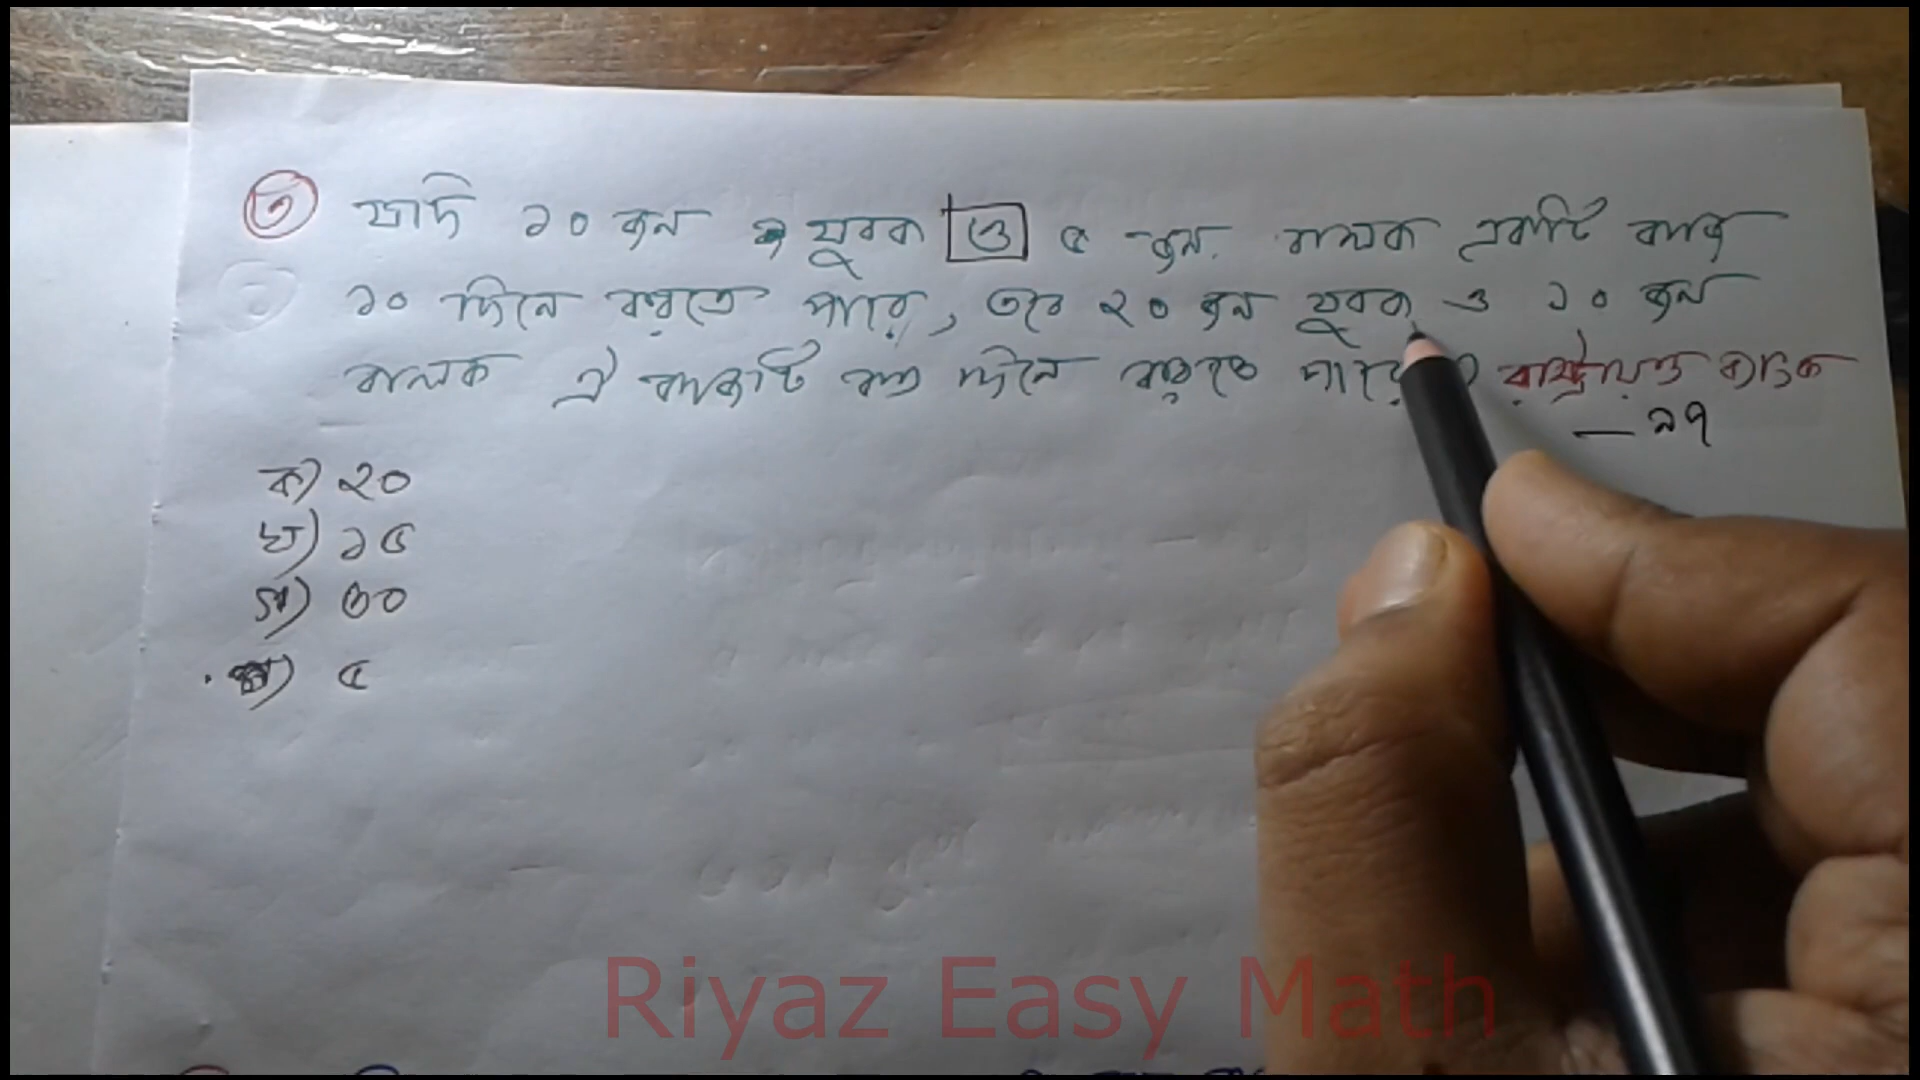 ৩ যদি ১০ জন যুবক ও ৫ জন বালক একটি কাজ
১০ দিনে করতে পারে, তবে ২০ জন যুবক ও ১০ জন
বালক ঐ কাজটি কত দিনে করতে পারবে রাষ্ট্রায়ত্ত ব্যাংক
— ৯৭
ক) ২০
খ) ১৫
গ) ৩০
ঘ) ৫
Riyaz Easy Math